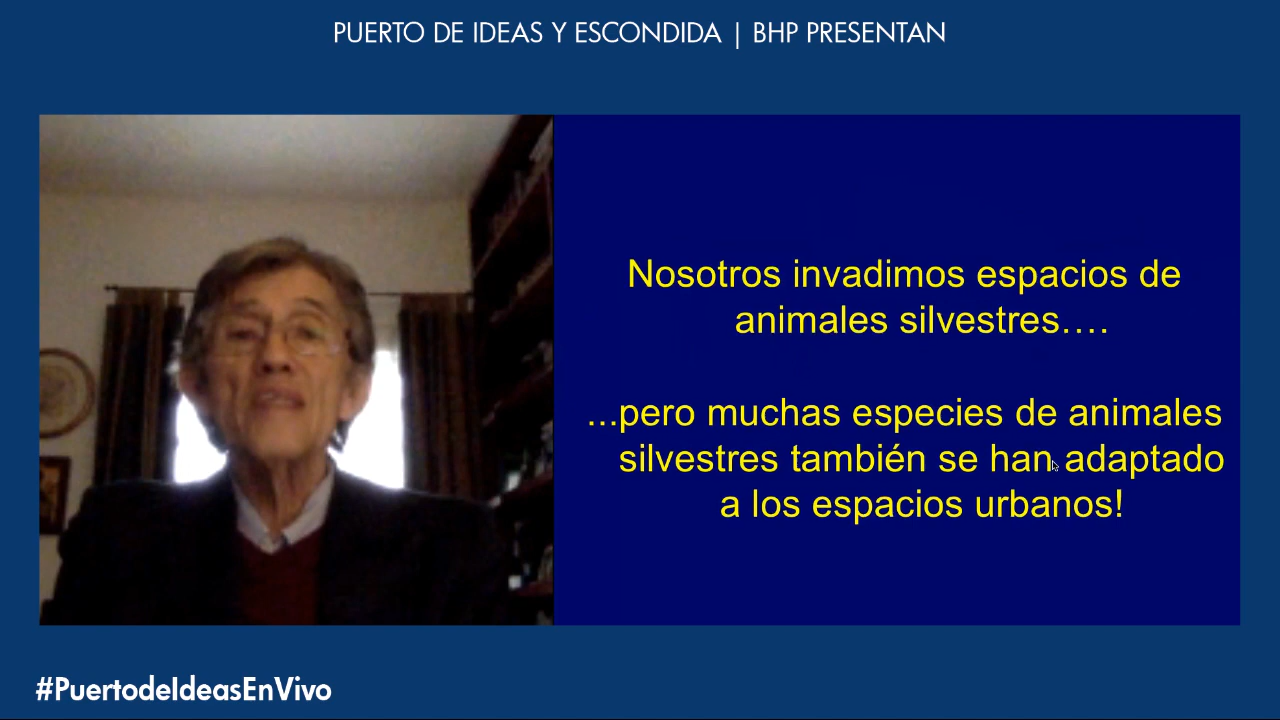 PUERTO DE IDEAS Y ESCONDIDA | BHP PRESENTAN
Nosotros invadimos espacios de
animales silvestres....
...pero muchas especies de animales
silvestres también se han adaptado
a los espacios urbanos!
#PuertodeIdeasEnVivo